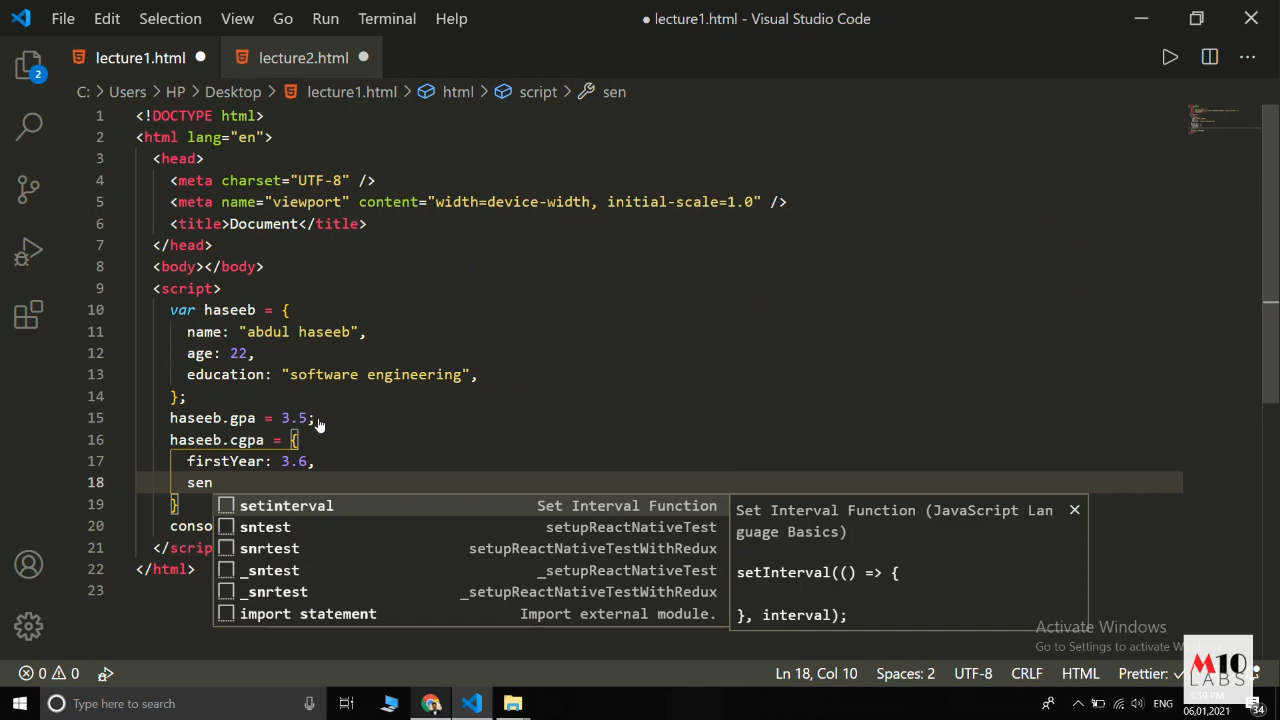 File Edit Selection View Go Run Terminal Help
● lecture1.html - Visual Studio Code
lecture1.html
lecture2.html
2
C: > Users > HP > Desktop > lecture1.html > html > script > sen
1 <!DOCTYPE html>
2 <html lang="en">
3 <head>
4 <meta charset="UTF-8" />
5 <meta name="viewport" content="width=device-width, initial-scale=1.0" />
6 <title>Document</title>
7 </head>
8 <body></body>
9 <script>
10 var haseeb = {
11 name: "abdul haseeb",
12 age: 22,
13 education: "software engineering",
14 };
15 haseeb.gpa = 3.5;
16 haseeb.cgpa = {
17 firstYear: 3.6,
18 sen
19 }
20 conso
21 </scrip
22 </html>
23
setinterval Set Interval Function
sntest setupReactNativeTest
snrtest setupReactNativeTestWithRedux
_sntest _setupReactNativeTest
_snrtest _setupReactNativeTestWithRedux
import statement Import external module.
Set Interval Function (JavaScript Lan
guage Basics)
setInterval(() => {
}, interval);
Activate Windows
Go to Settings to activate W
M10
LABS
0 0
Ln 18, Col 10 Spaces: 2 UTF-8 CRLF HTML Prettier: ✓
Type here to search
3:59 PM
06,01,2021
34